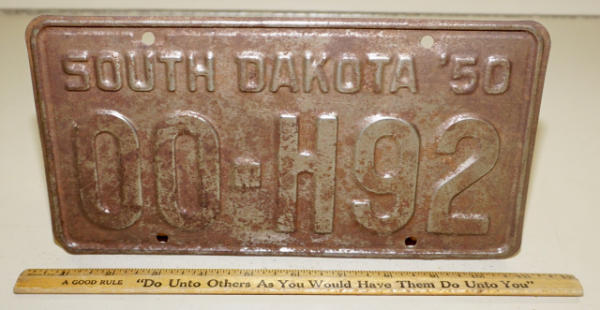 SOUTH DAKOTA '50
00-H92
A GOOD RULE "Do Unto Others As You Would Have Them Do Unto You"